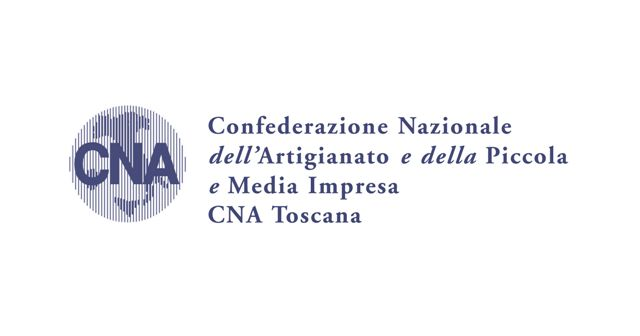 CNA
Confederazione Nazionale
dell'Artigianato e della Piccola
e Media Impresa
CNA Toscana